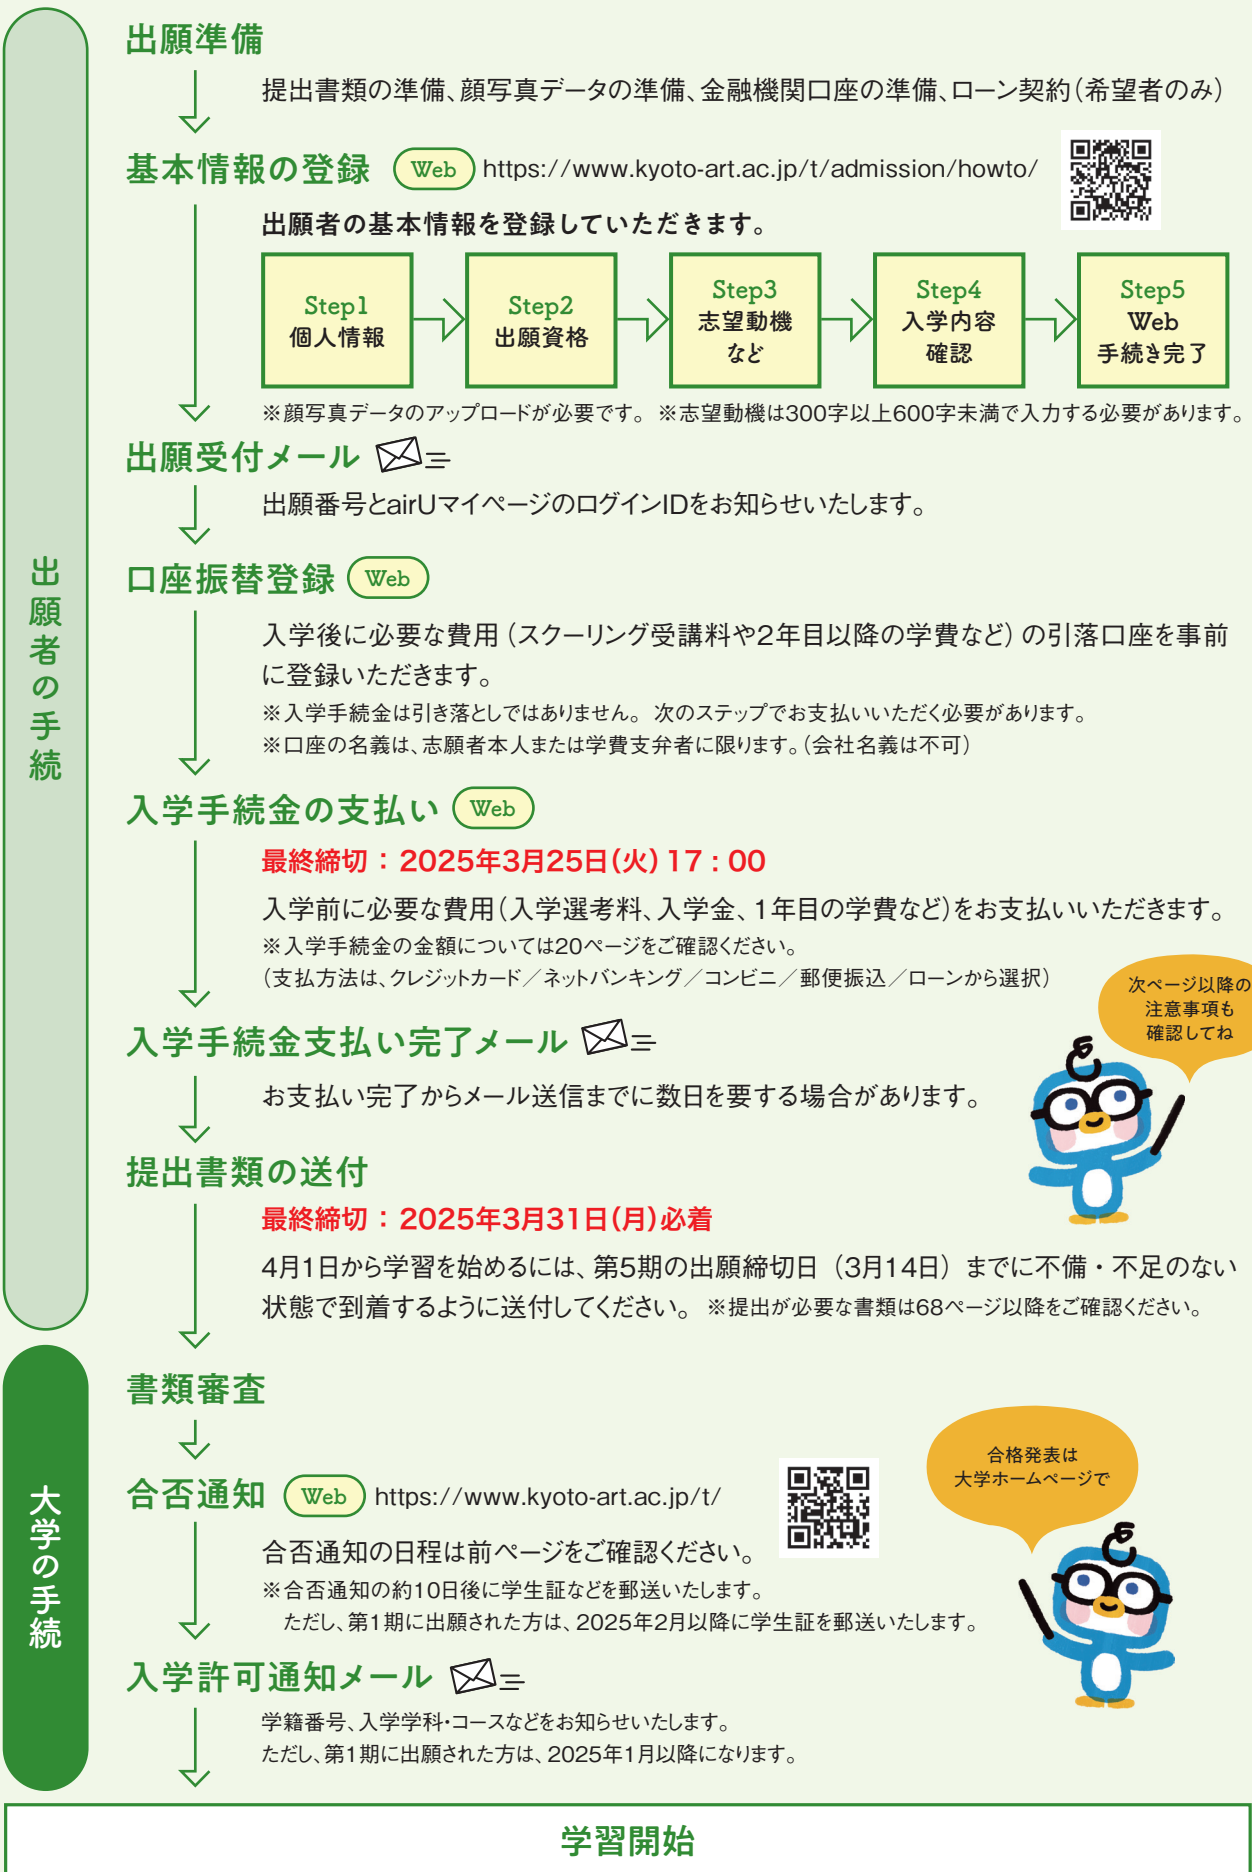 出願者の手続
出願準備
提出書類の準備、顔写真データの準備、金融機関口座の準備、ローン契約（希望者のみ）
基本情報の登録 Web https://www.kyoto-art.ac.jp/t/admission/howto/
出願者の基本情報を登録していただきます。
Step1
個人情報
Step2
出願資格
Step3
志望動機
など
Step4
入学内容
確認
Step5
Web
手続き完了
※顔写真データのアップロードが必要です。 ※志望動機は300字以上600字未満で入力する必要があります。
出願受付メール
出願番号とairUマイページのログインIDをお知らせいたします。
口座振替登録 Web
入学後に必要な費用（スクーリング受講料や2年目以降の学費など）の引落口座を事前
に登録いただきます。
※入学手続金は引き落としではありません。次のステップでお支払いいただく必要があります。
※口座の名義は、志願者本人または学費支弁者に限ります。（会社名義は不可）
入学手続金の支払い Web
最終締切：2025年3月25日（火）17：00
入学前に必要な費用（入学選考料、入学金、1年目の学費など）をお支払いいただきます。
※入学手続金の金額については20ページをご確認ください。
（支払方法は、クレジットカード／ネットバンキング／コンビニ／郵便振込／ローンから選択）
次ページ以降の
注意事項も
確認してね
入学手続金支払い完了メール
お支払い完了からメール送信までに数日を要する場合があります。
提出書類の送付
最終締切：2025年3月31日（月）必着
4月1日から学習を始めるには、第5期の出願締切日（3月14日）までに不備・不足のない
状態で到着するように送付してください。 ※提出が必要な書類は68ページ以降をご確認ください。
大学の手続
書類審査
合否通知 Web https://www.kyoto-art.ac.jp/t/
合否通知の日程は前ページをご確認ください。
※合否通知の約10日後に学生証などを郵送いたします。
ただし、第1期に出願された方は、2025年2月以降に学生証を郵送いたします。
合格発表は
大学ホームページで
入学許可通知メール
学籍番号、入学学科・コースなどをお知らせいたします。
ただし、第1期に出願された方は、2025年1月以降になります。
学習開始